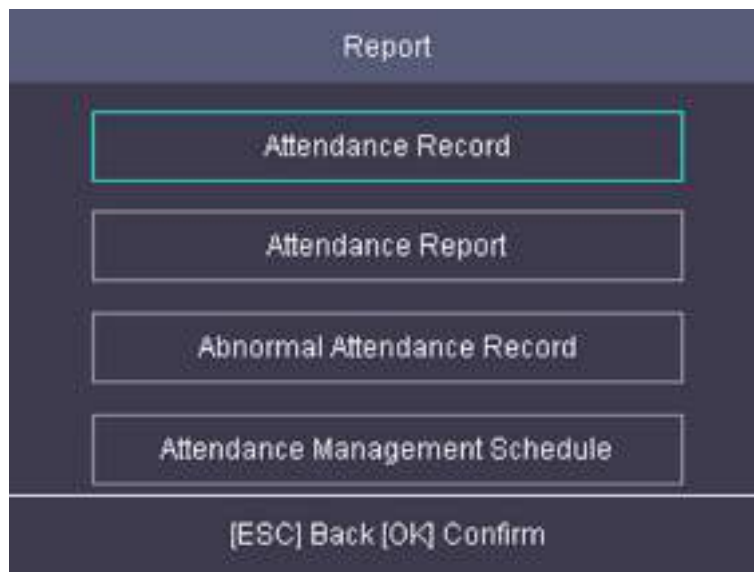 Report
Attendance Record
Attendance Report
Abnormal Attendance Record
Attendance Management Schedule
[ESC] Back [OK] Confirm